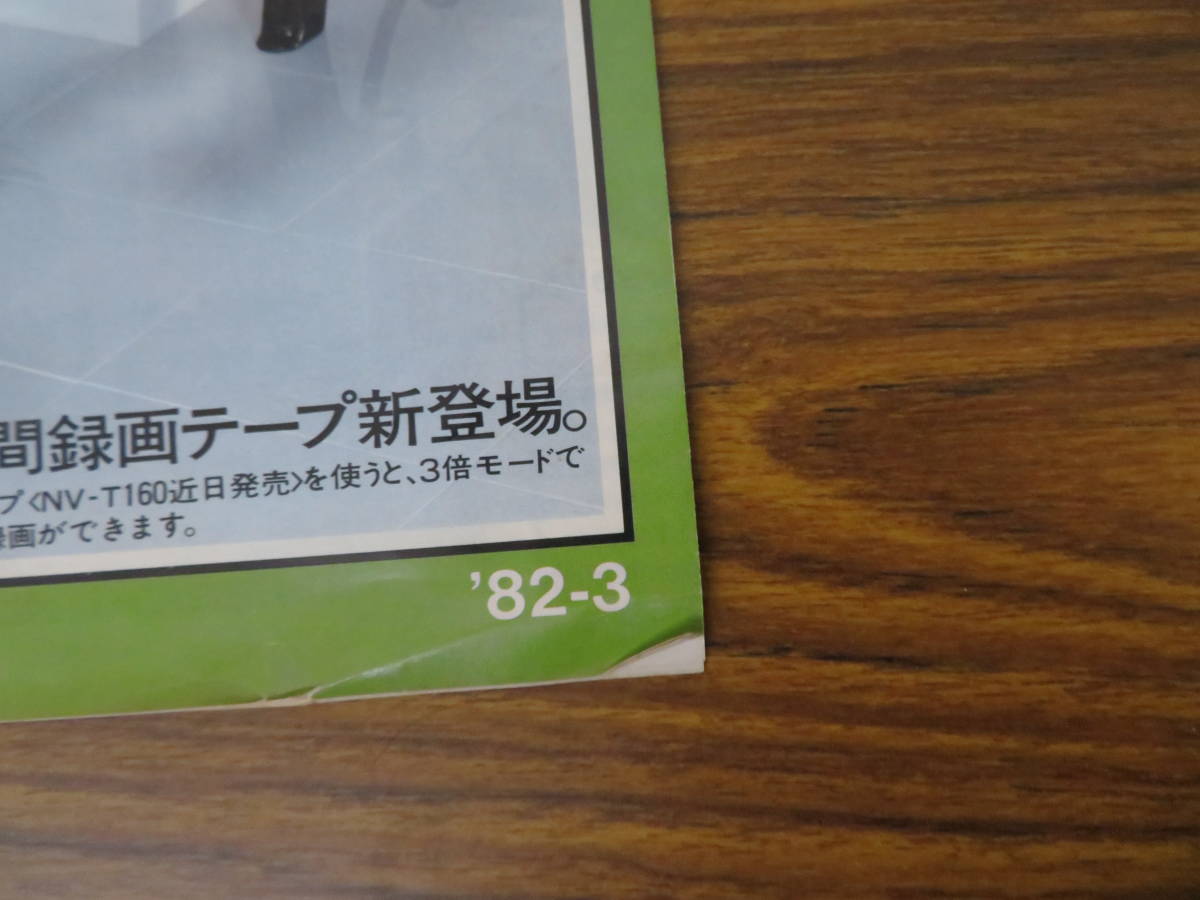 間録画テープ新登場。
プ〈NV-T160近日発売〉を使うと、3倍モードで
録画ができます。
'82-3